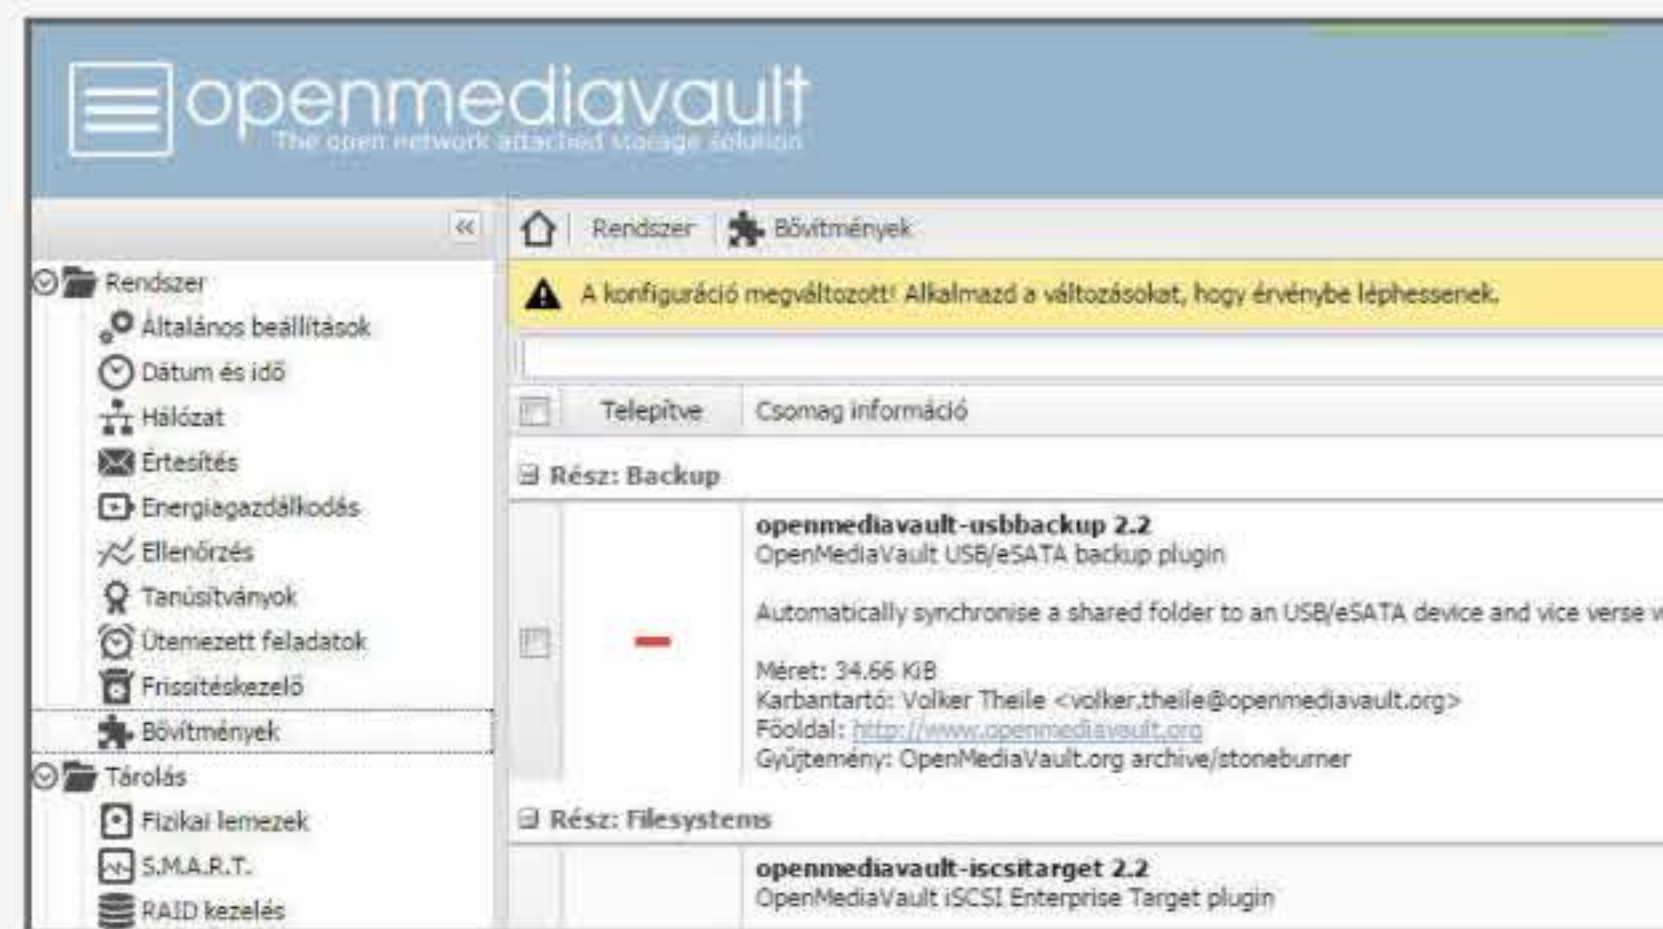 openmediavault
The open network attached storage solution
Rendszer
Bővítmények
Rendszer
Általános beállítások
Dátum és idő
Hálózat
Értesítés
Energiagazdálkodás
Ellenőrzés
Tanúsítványok
Ütemezett feladatok
Frissítéskezelő
Bővítmények
Tárolás
Fizikai lemezek
S.M.A.R.T.
RAID kezelés
A konfiguráció megváltozott! Alkalmazd a változásokat, hogy érvénybe léphessenek.
Telepítve
Csomag információ
Rész: Backup
openmediavault-usbbackup 2.2
OpenMediaVault USB/eSATA backup plugin
Automatically synchronise a shared folder to an USB/eSATA device and vice verse
Méret: 34.66 KiB
Karbantartó: Volker Theile <volker.theile@openmediavault.org>
Főoldal: http://www.openmediavault.org
Gyűjtemény: OpenMediaVault.org archive/stoneburner
Rész: Filesystems
openmediavault-iscsitarget 2.2
OpenMediaVault iSCSI Enterprise Target plugin